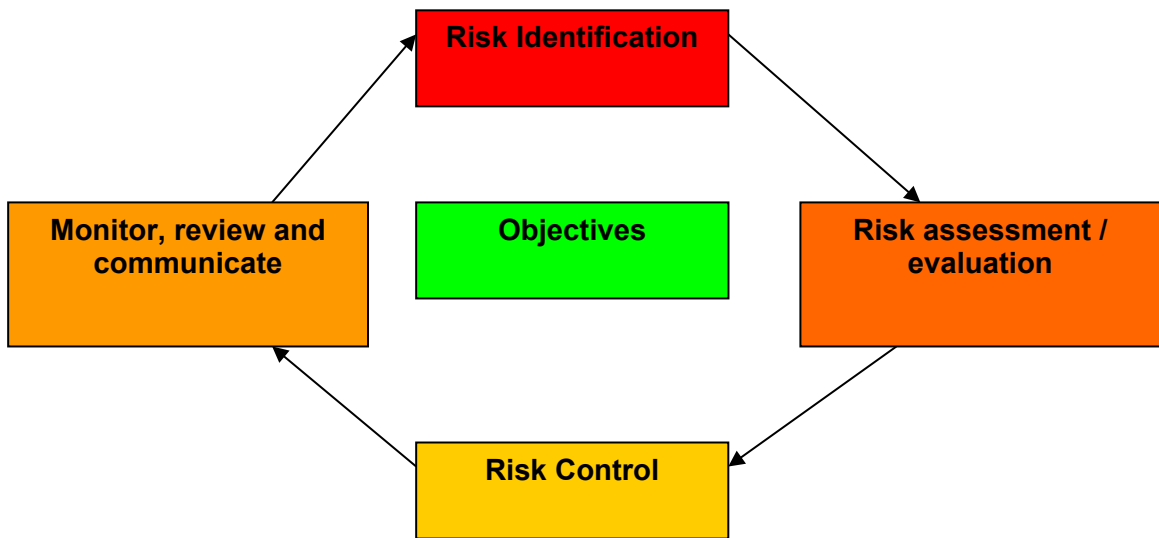 Risk Identification
Monitor, review and
communicate
Objectives
Risk assessment /
evaluation
Risk Control